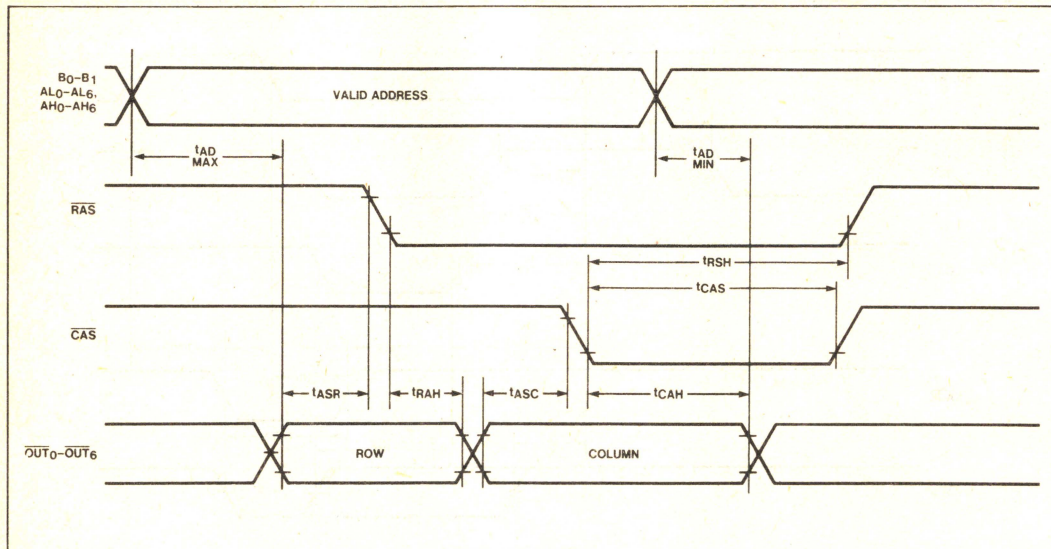 B0–B1
AL0–AL6,
AH0–AH6
VALID ADDRESS
tAD
MAX
tAD
MIN
RAS
tRSH
tCAS
CAS
tASR
tRAH
tASC
tCAH
OUT0–OUT6
ROW
COLUMN